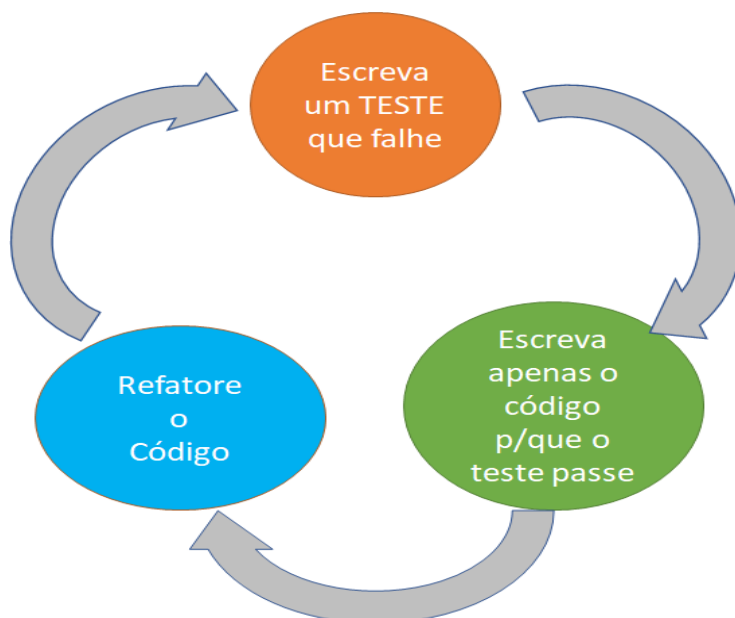 Escreva
um TESTE
que falhe
Escreva
apenas o
código
p/que o
teste passe
Refatore
o
Código